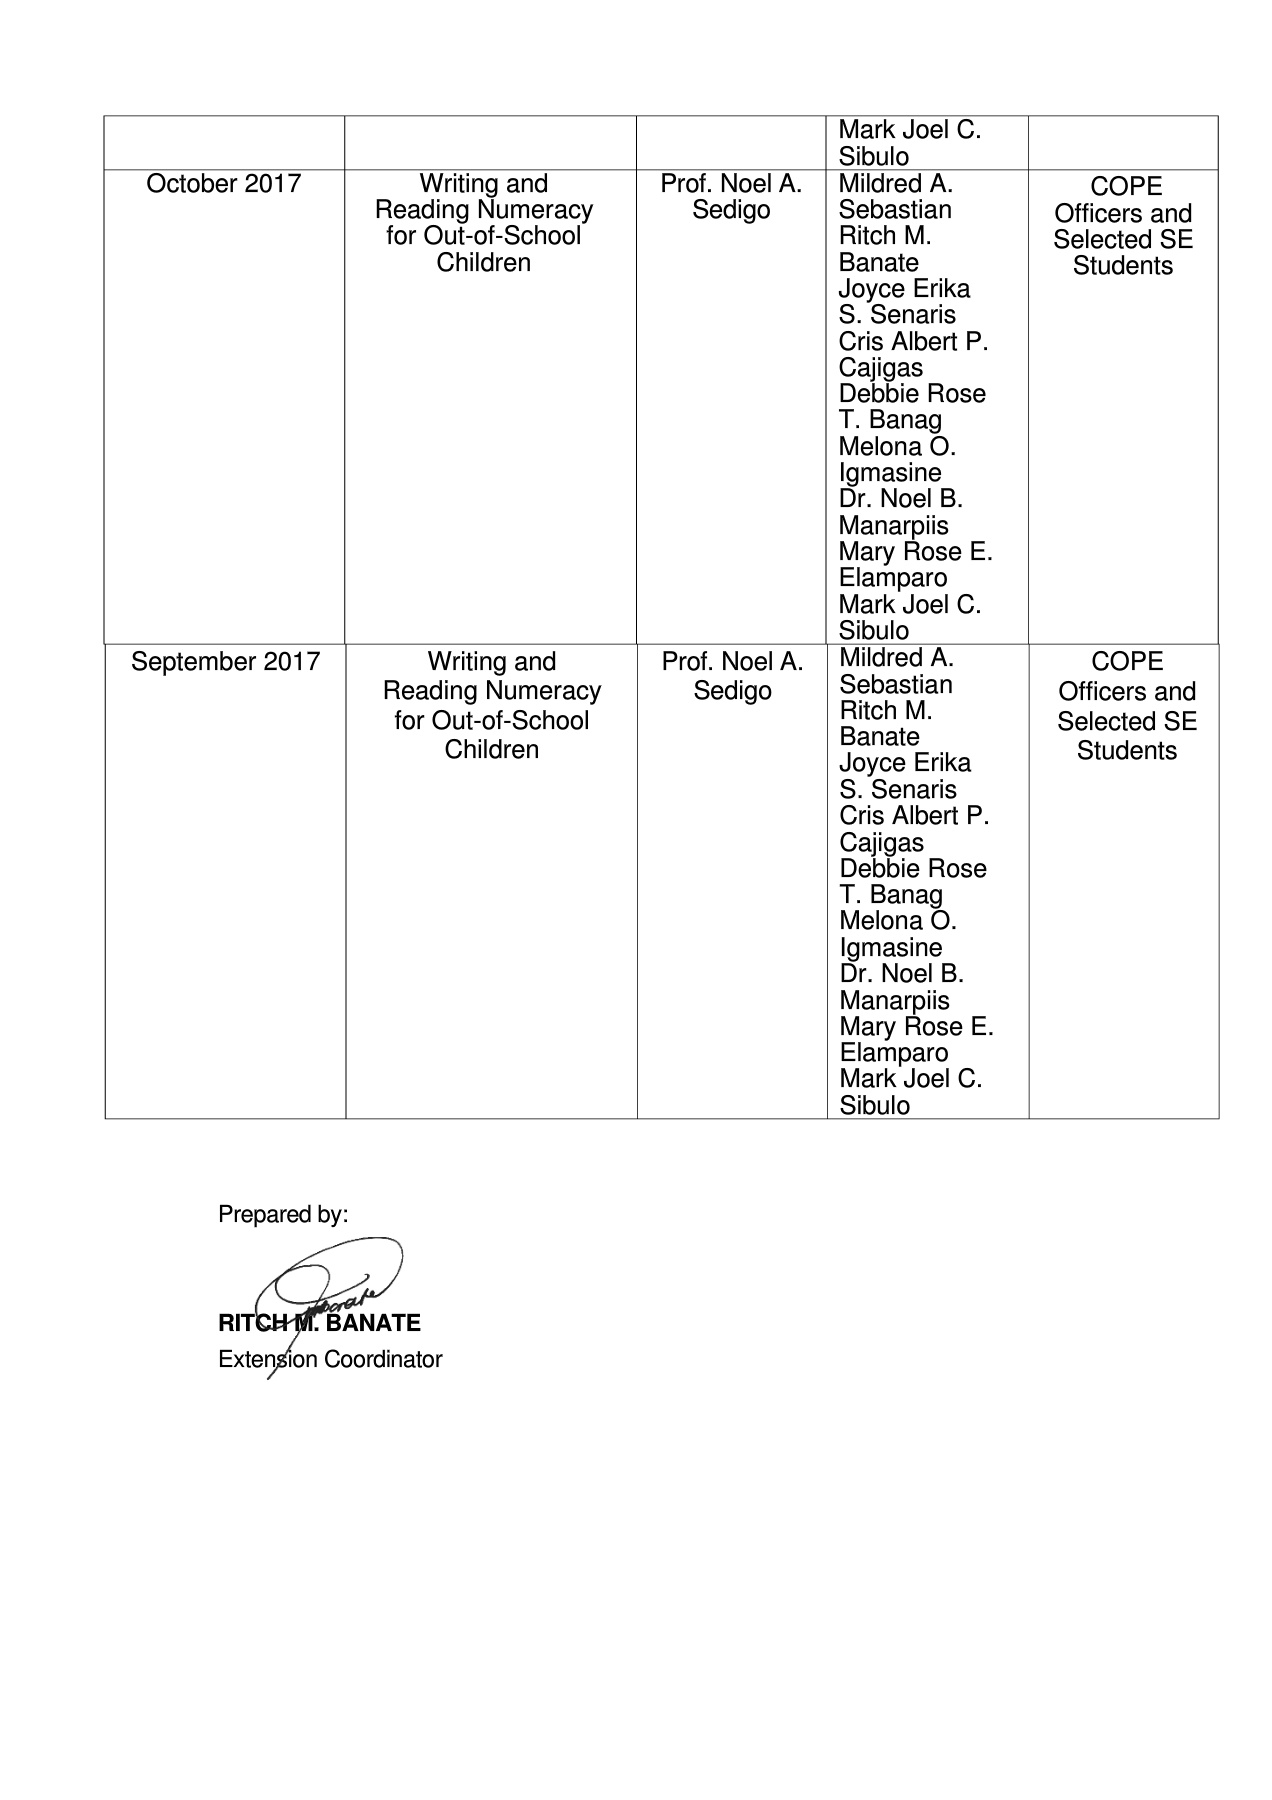 Mark Joel C.
Sibulo
October 2017
Writing and
Reading Numeracy
for Out-of-School
Children
Prof. Noel A.
Sedigo
Mildred A.
Sebastian
Ritch M.
Banate
Joyce Erika
S. Senaris
Cris Albert P.
Cajigas
Debbie Rose
T. Banag
Melona O.
Igmasine
Dr. Noel B.
Manarpiis
Mary Rose E.
Elamparo
Mark Joel C.
Sibulo
COPE
Officers and
Selected SE
Students
September 2017
Writing and
Reading Numeracy
for Out-of-School
Children
Prof. Noel A.
Sedigo
Mildred A.
Sebastian
Ritch M.
Banate
Joyce Erika
S. Senaris
Cris Albert P.
Cajigas
Debbie Rose
T. Banag
Melona O.
Igmasine
Dr. Noel B.
Manarpiis
Mary Rose E.
Elamparo
Mark Joel C.
Sibulo
COPE
Officers and
Selected SE
Students
Prepared by:
RITCH M. BANATE
Extension Coordinator